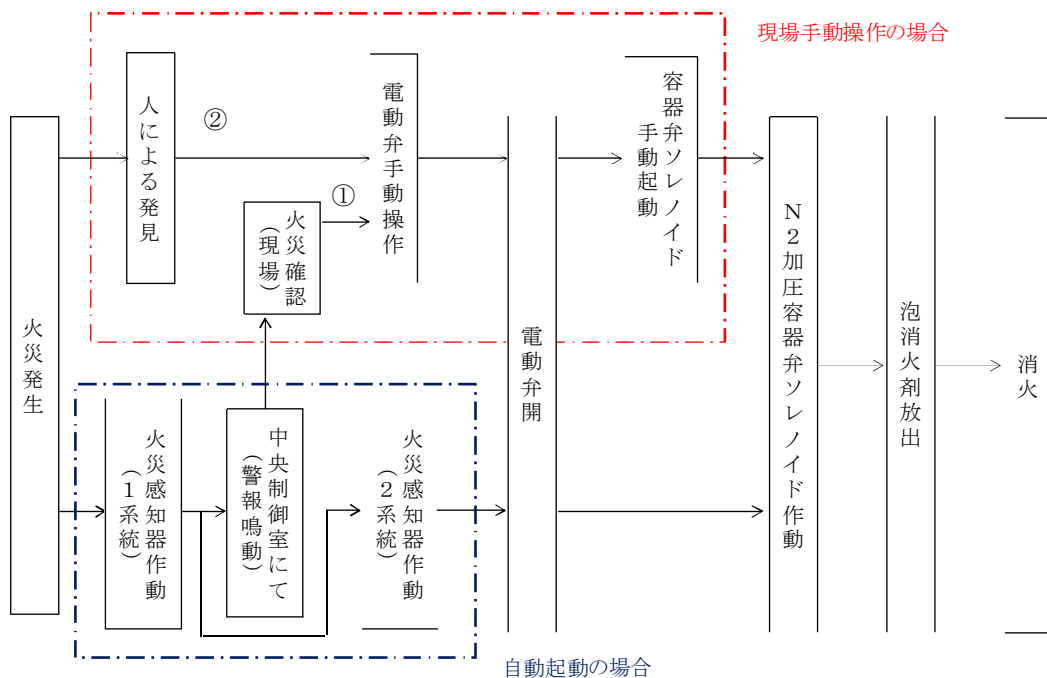 現場手動操作の場合
火災発生
人による発見
②
火災確認
(現場)
①
電動弁手動操作
容器弁ソレノイド
手動起動
火災感知器作動
(1系統)
中央制御室にて
(警報鳴動)
火災感知器作動
(2系統)
電動弁開
N2加圧容器弁ソレノイド作動
泡消火剤放出
消火
自動起動の場合